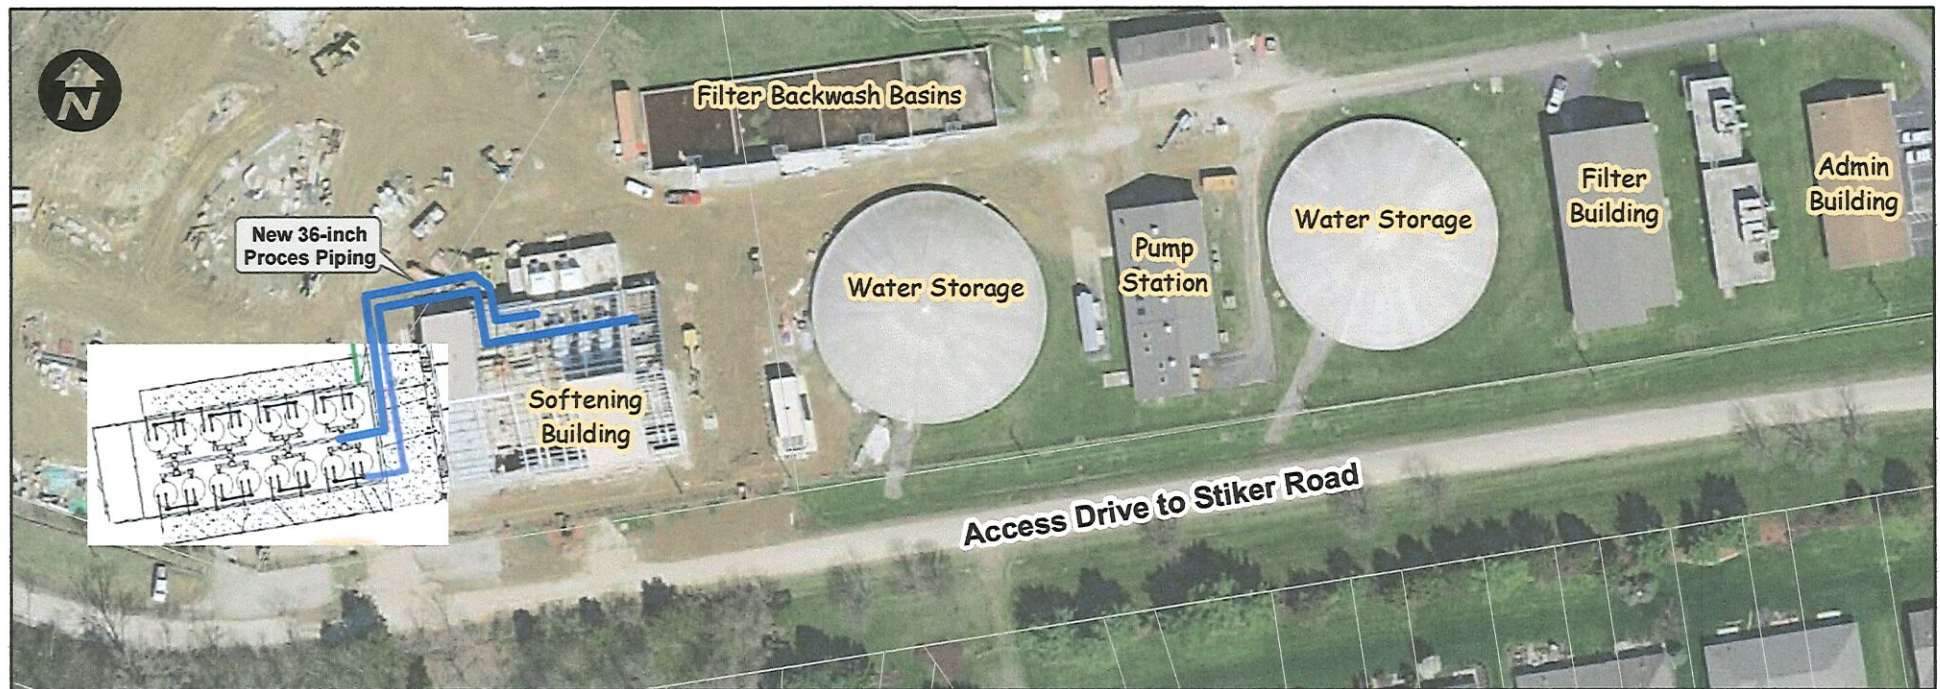 N
Filter Backwash Basins
New 36-inch
Proces Piping
Water Storage
Pump
Station
Water Storage
Filter
Building
Admin
Building
Softening
Building
Access Drive to Stiker Road